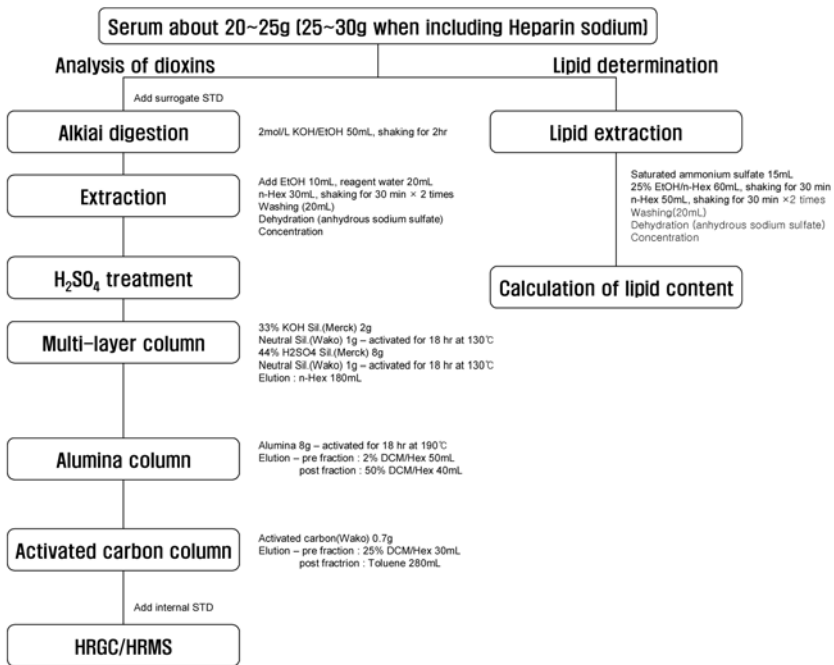 Serum about 20~25g (25~30g when including Heparin sodium)
Analysis of dioxins
Lipid determination
Add surrogate STD
Alkiai digestion
2mol/L KOH/EtOH 50mL, shaking for 2hr
Lipid extraction
Saturated ammonium sulfate 15mL
25% EtOH/n-Hex 60mL, shaking for 30 min
n-Hex 50mL, shaking for 30 min ×2 times
Washing(20mL)
Dehydration (anhydrous sodium sulfate)
Concentration
Extraction
Add EtOH 10mL, reagent water 20mL
n-Hex 30mL, shaking for 30 min × 2 times
Washing (20mL)
Dehydration (anhydrous sodium sulfate)
Concentration
H₂SO₄ treatment
Calculation of lipid content
Multi-layer column
33% KOH Sil.(Merck) 2g
Neutral Sil.(Wako) 1g – activated for 18 hr at 130℃
44% H2SO4 Sil.(Merck) 8g
Neutral Sil.(Wako) 1g – activated for 18 hr at 130℃
Elution : n-Hex 180mL
Alumina column
Alumina 8g – activated for 18 hr at 190℃
Elution – pre fraction : 2% DCM/Hex 50mL
post fraction : 50% DCM/Hex 40mL
Activated carbon column
Activated carbon(Wako) 0.7g
Elution – pre fraction : 25% DCM/Hex 30mL
post fractrion : Toluene 280mL
Add internal STD
HRGC/HRMS